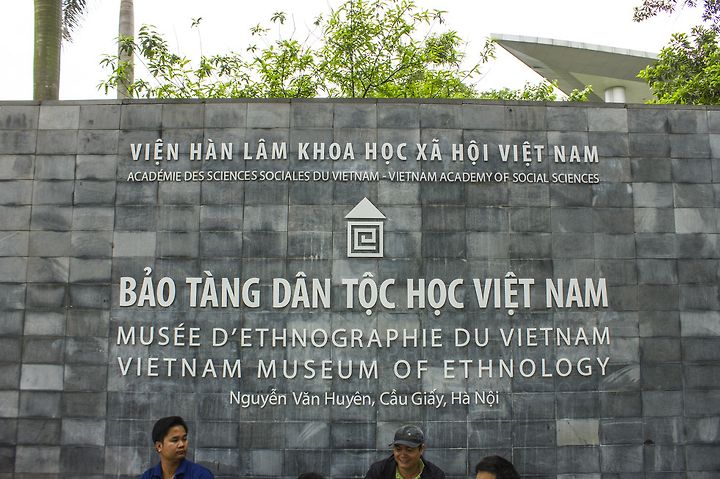 VIỆN HÀN LÂM KHOA HỌC XÃ HỘI VIỆT NAM
ACADÉMIE DES SCIENCES SOCIALES DU VIETNAM - VIETNAM ACADEMY OF SOCIAL SCIENCES
BẢO TÀNG DÂN TỘC HỌC VIỆT NAM
MUSÉE D'ETHNOGRAPHIE DU VIETNAM
VIETNAM MUSEUM OF ETHNOLOGY
Nguyễn Văn Huyên, Cầu Giấy, Hà Nội